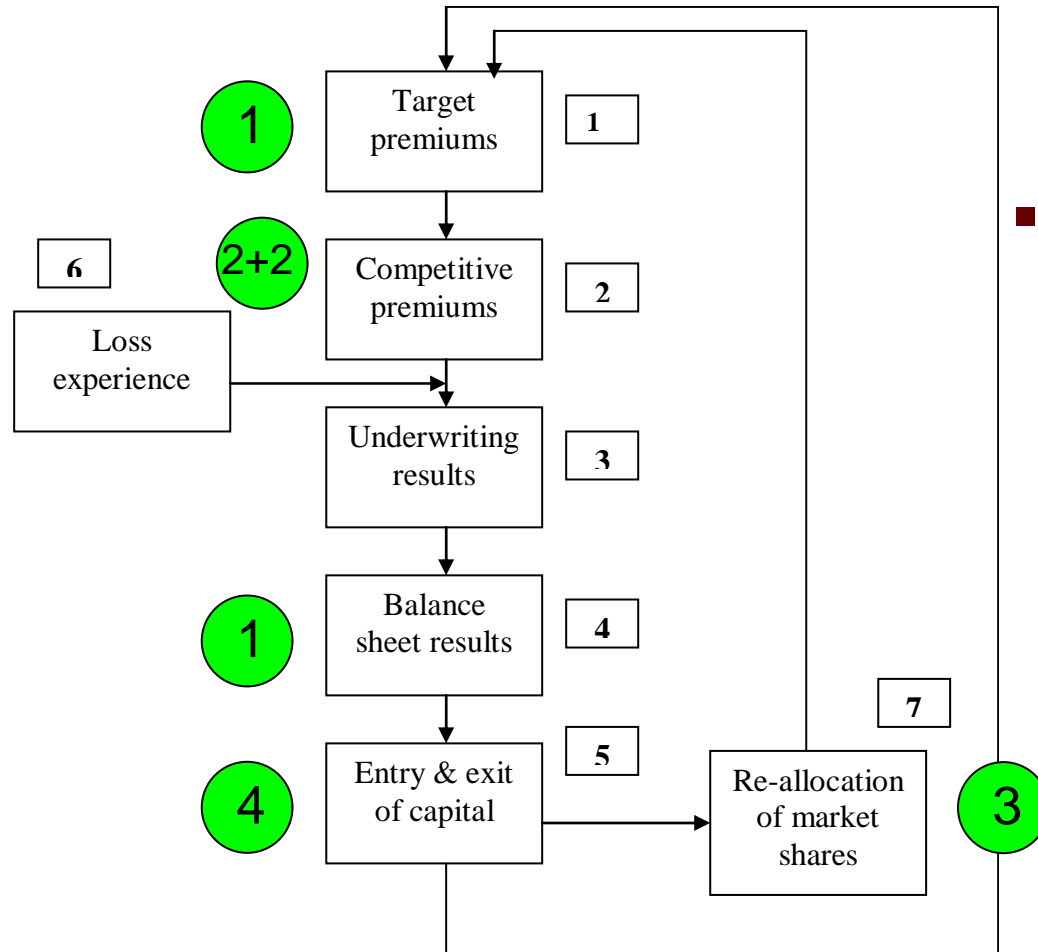 1
Target
premiums
1
2+2
Competitive
premiums
2
6
Loss
experience
Underwriting
results
3
1
Balance
sheet results
4
7
4
Entry & exit
of capital
5
Re-allocation
of market
shares
3